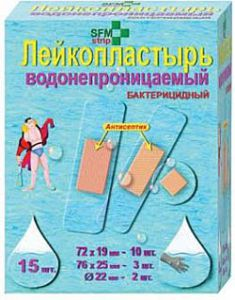 SFM
strip
Лейкопластырь
водонепроницаемый
БАКТЕРИЦИДНЫЙ
Антисептик
72 x 19 мм - 10 шт.
76 x 25 мм - 3 шт.
Ø 22 мм - 2 шт.
15 шт.